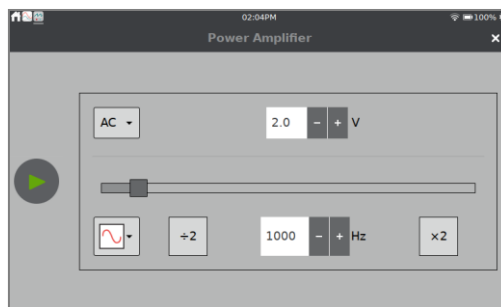 02:04PM
100%
Power Amplifier
×
AC
2.0 − + V
÷2
1000 − + Hz
×2